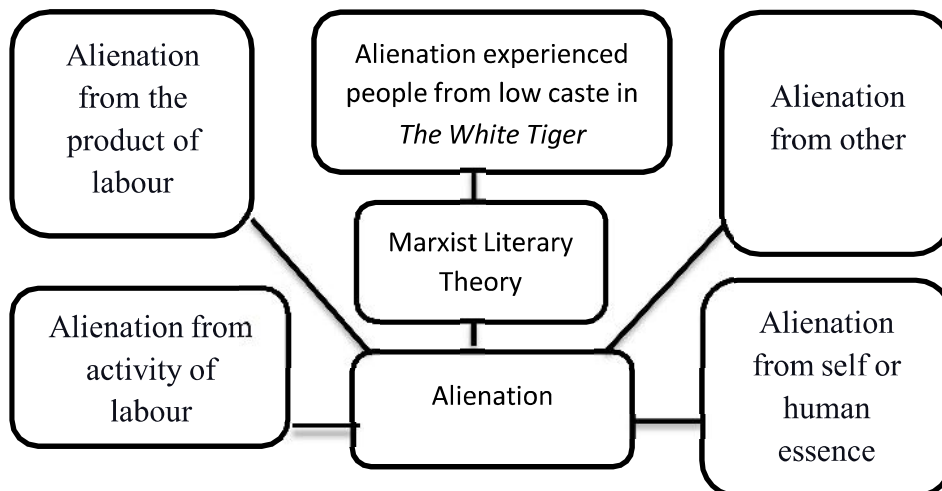 Alienation
from the
product of
labour
Alienation experienced
people from low caste in
The White Tiger
Alienation
from other
Marxist Literary
Theory
Alienation from
activity of
labour
Alienation
Alienation
from self or
human
essence